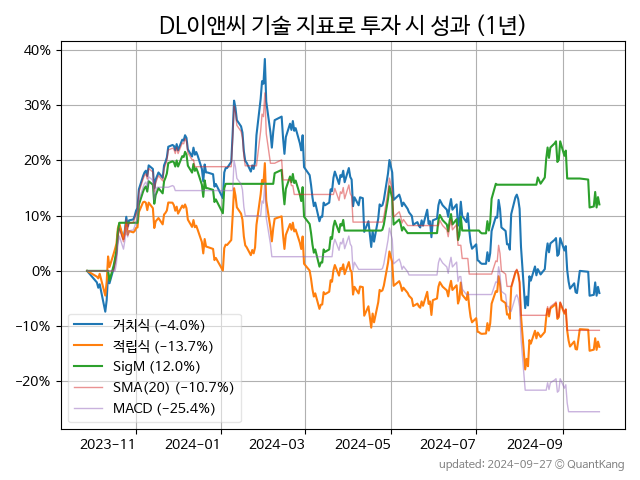 DL이앤씨 기술 지표로 투자 시 성과 (1년)
40%
30%
20%
10%
0%
−10%
−20%
거치식 (−4.0%)
적립식 (−13.7%)
SigM (12.0%)
SMA(20) (−10.7%)
MACD (−25.4%)
2023-11 2024-01 2024-03 2024-05 2024-07 2024-09
updated: 2024-09-27 © QuantKang